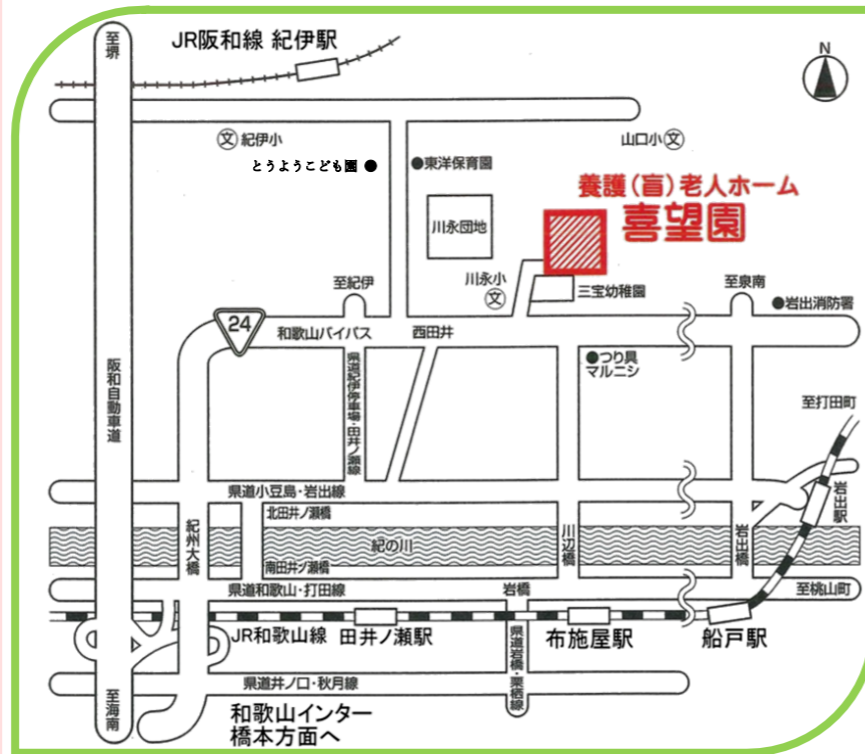 至堺
JR阪和線 紀伊駅
N
文 紀伊小
山口小 文
とうようこども園 ●
●東洋保育園
養護(盲)老人ホーム
喜望園
川永団地
川永小
文
三宝幼稚園
至紀伊
至泉南
●岩出消防署
24
和歌山バイパス
西田井
●つり具
マルニシ
県道紀伊停車場・田井ノ瀬線
阪和自動車道
至打田町
県道小豆島・岩出線
岩出駅
北田井ノ瀬橋
紀州大橋
紀の川
川辺橋
岩出橋
南田井ノ瀬橋
県道和歌山・打田線
岩橋
至桃山町
JR和歌山線 田井ノ瀬駅
布施屋駅
船戸駅
県道岩橋・栗栖線
県道井ノ口・秋月線
至海南
和歌山インター
橋本方面へ